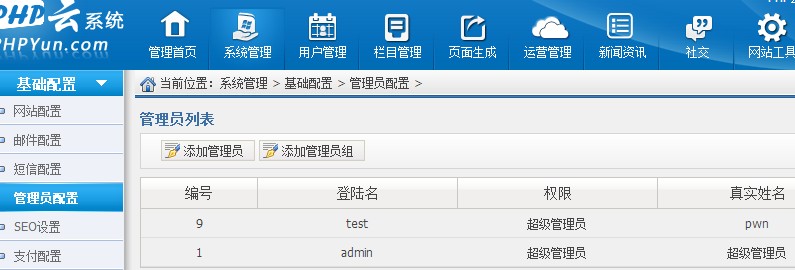 PHP云系统
PHPYun.com
管理首页 系统管理 用户管理 栏目管理 页面生成 运营管理 新闻资讯 社交 网站工具
基础配置
当前位置：系统管理 > 基础配置 > 管理员配置 >
网站配置
邮件配置
短信配置
管理员配置
SEO设置
支付配置
管理员列表
添加管理员 添加管理员组
编号 登陆名 权限 真实姓名
9 test 超级管理员 pwn
1 admin 超级管理员 超级管理员